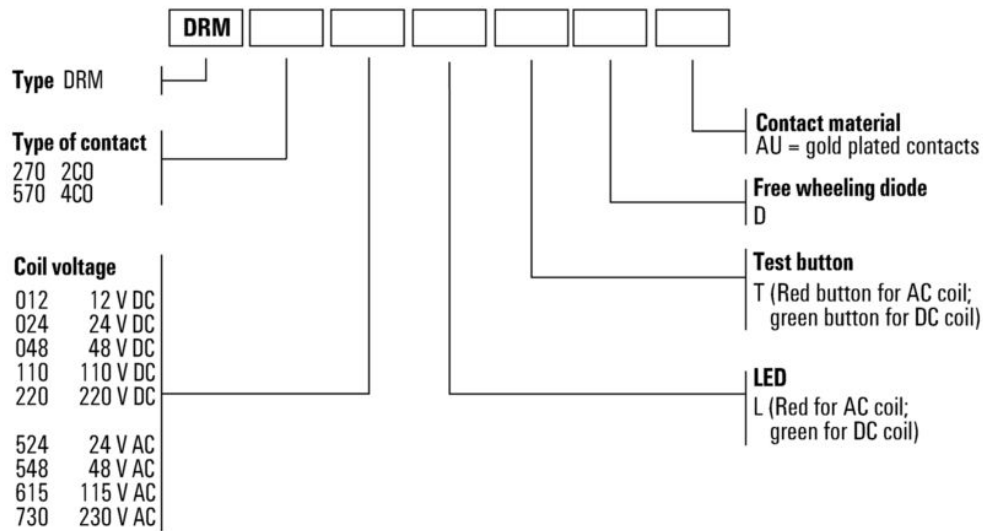 DRM
Type DRM
Type of contact
270 2CO
570 4CO
Coil voltage
012 12 V DC
024 24 V DC
048 48 V DC
110 110 V DC
220 220 V DC
524 24 V AC
548 48 V AC
615 115 V AC
730 230 V AC
Contact material
AU = gold plated contacts
Free wheeling diode
D
Test button
T (Red button for AC coil;
green button for DC coil)
LED
L (Red for AC coil;
green for DC coil)